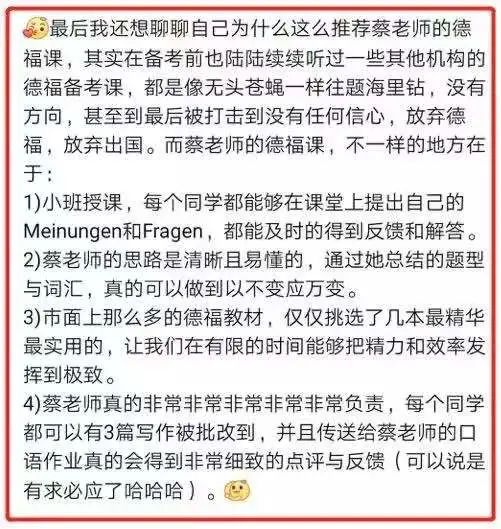 最后我还想聊聊自己为什么这么推荐蔡老师的德
福课，其实在备考前也陆陆续续听过一些其他机构的
德福备考课，都是像无头苍蝇一样往题海里钻，没有
方向，甚至到最后被打击到没有任何信心，放弃德
福，放弃出国。而蔡老师的德福课，不一样的地方在
于：
1)小班授课，每个同学都能够在课堂上提出自己的
Meinungen和Fragen，都能及时的得到反馈和解答。
2)蔡老师的思路是清晰且易懂的，通过她总结的题型
与词汇，真的可以做到以不变应万变。
3)市面上那么多的德福教材，仅仅挑选了几本最精华
最实用的，让我们在有限的时间能够把精力和效率发
挥到极致。
4)蔡老师真的非常非常非常非常非常负责，每个同学
都可以有3篇写作被批改到，并且传送给蔡老师的口
语作业真的会得到非常细致的点评与反馈（可以说是
有求必应了哈哈哈）。